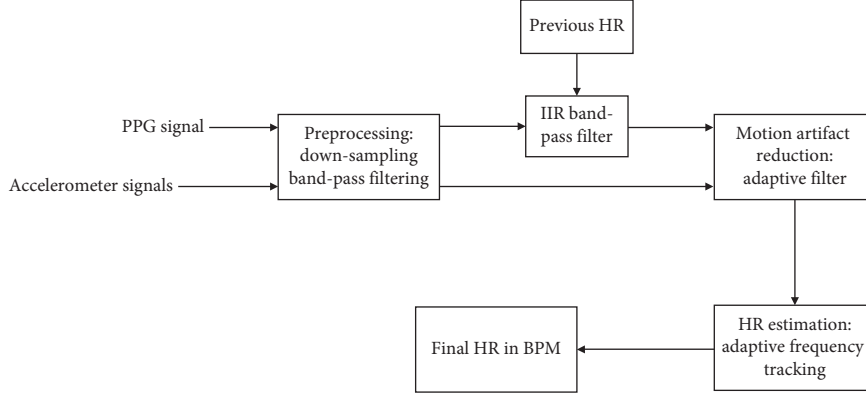 Previous HR
PPG signal
Accelerometer signals
Preprocessing:
down-sampling
band-pass filtering
IIR band-
pass filter
Motion artifact
reduction:
adaptive filter
Final HR in BPM
HR estimation:
adaptive frequency
tracking